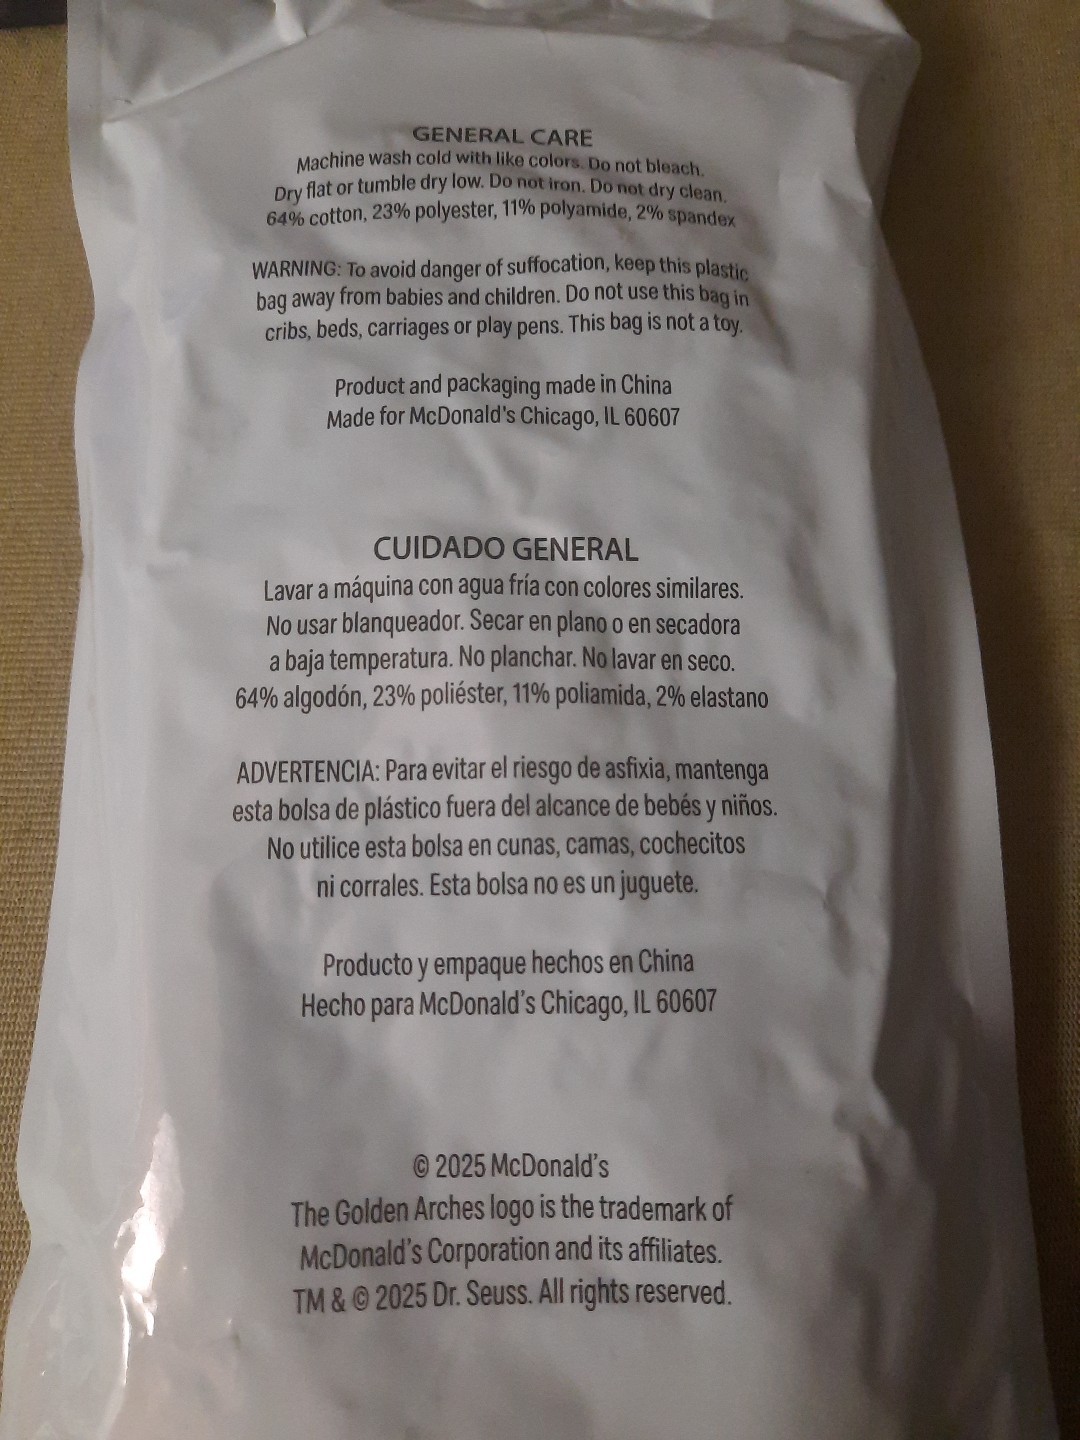 GENERAL CARE
Machine wash cold with like colors. Do not bleach.
Dry flat or tumble dry low. Do not iron. Do not dry clean.
64% cotton, 23% polyester, 11% polyamide, 2% spandex
WARNING: To avoid danger of suffocation, keep this plastic
bag away from babies and children. Do not use this bag in
cribs, beds, carriages or play pens. This bag is not a toy.
Product and packaging made in China
Made for McDonald's Chicago, IL 60607
CUIDADO GENERAL
Lavar a máquina con agua fría con colores similares.
No usar blanqueador. Secar en plano o en secadora
a baja temperatura. No planchar. No lavar en seco.
64% algodón, 23% poliéster, 11% poliamida, 2% elastano
ADVERTENCIA: Para evitar el riesgo de asfixia, mantenga
esta bolsa de plástico fuera del alcance de bebés y niños.
No utilice esta bolsa en cunas, camas, cochecitos
ni corrales. Esta bolsa no es un juguete.
Producto y empaque hechos en China
Hecho para McDonald's Chicago, IL 60607
© 2025 McDonald's
The Golden Arches logo is the trademark of
McDonald's Corporation and its affiliates.
TM & © 2025 Dr. Seuss. All rights reserved.